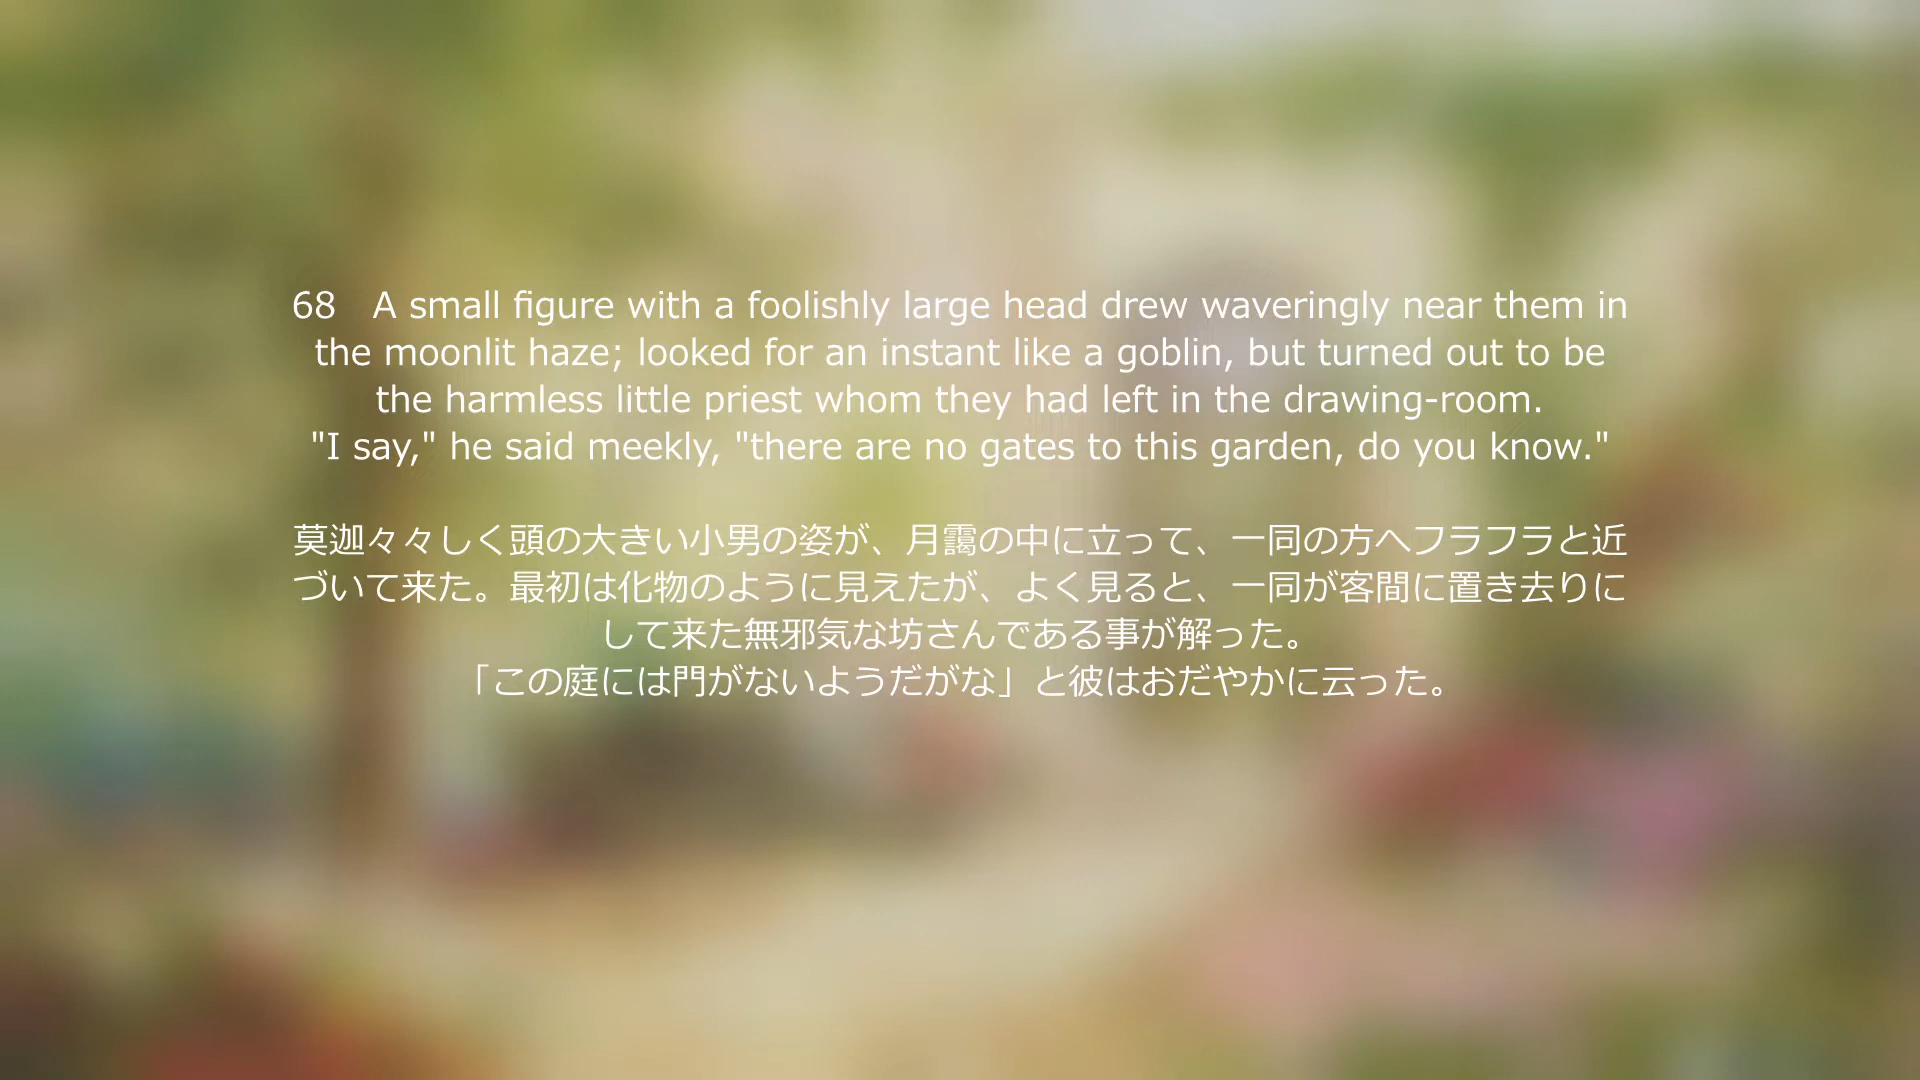 68　A small figure with a foolishly large head drew waveringly near them in
the moonlit haze; looked for an instant like a goblin, but turned out to be
the harmless little priest whom they had left in the drawing-room.
"I say," he said meekly, "there are no gates to this garden, do you know."
莫迦々々しく頭の大きい小男の姿が、月靄の中に立って、一同の方へフラフラと近
づいて来た。最初は化物のように見えたが、よく見ると、一同が客間に置き去りに
して来た無邪気な坊さんである事が解った。
「この庭には門がないようだがな」と彼はおだやかに云った。